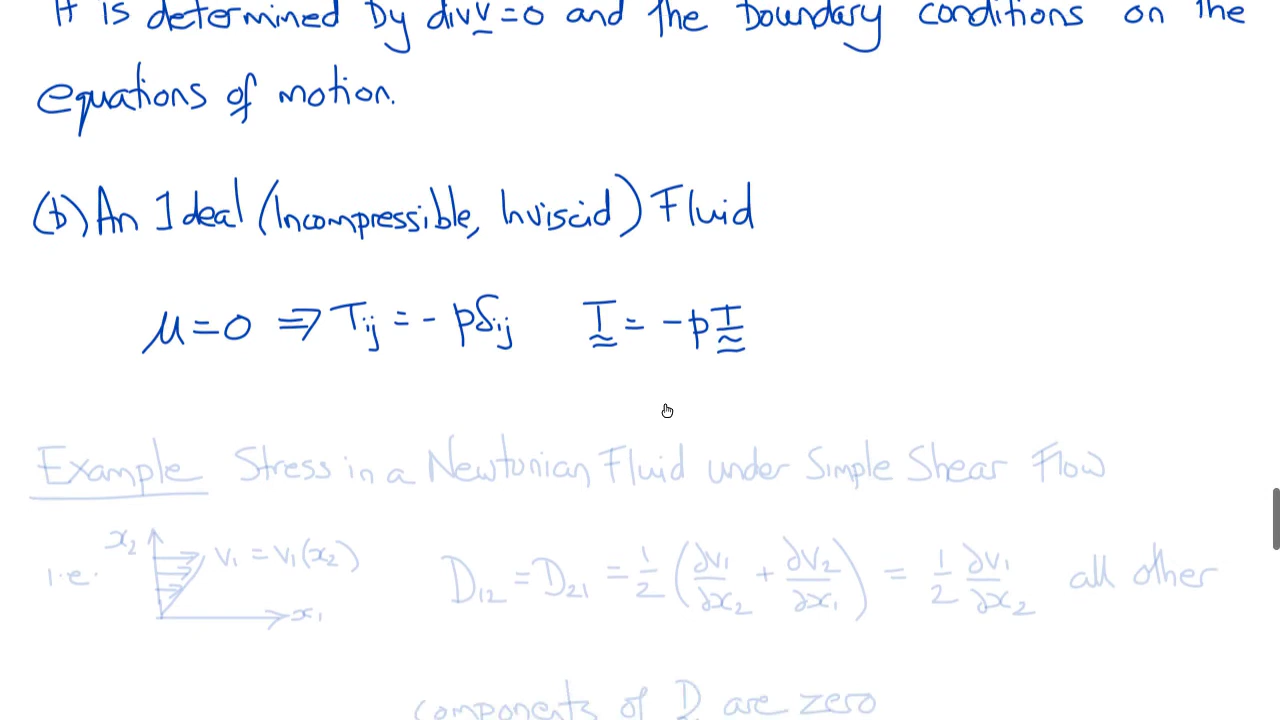 It is determined by div v = 0 and the boundary conditions on the
equations of motion.
(b) An Ideal (Incompressible, Inviscid) Fluid
μ = 0 ⇒ Tij = - pδij T = -pI
Example Stress in a Newtonian Fluid under Simple Shear Flow
i.e. x2 v1 = v1(x2) x1 D12 = D21 = 1/2 (∂v1/∂x2 + ∂v2/∂x1) = 1/2 ∂v1/∂x2 all other
components of D are zero